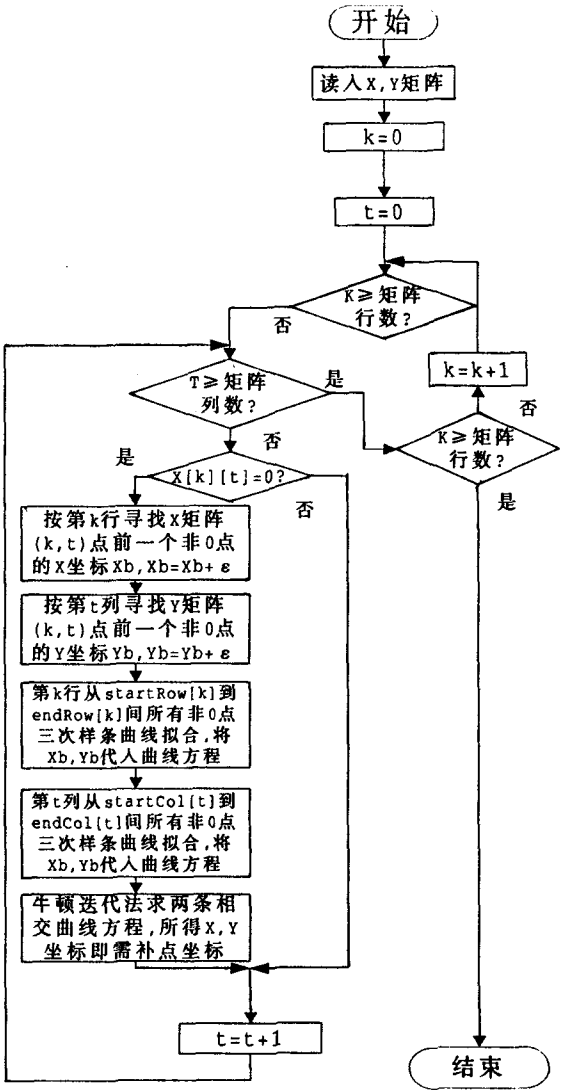 开始
读入X,Y矩阵
k=0
t=0
K≥矩阵
行数?
否
k=k+1
T≥矩阵
列数?
是
否
K≥矩阵
行数?
否
是
X[k][t]=0?
是
否
按第k行寻找X矩阵
(k,t)点前一个非0点
的X坐标Xb,Xb=Xb+ε
按第t列寻找Y矩阵
(k,t)点前一个非0点
的Y坐标Yb,Yb=Yb+ε
第k行从startRow[k]到
endRow[k]间所有非0点
三次样条曲线拟合,将
Xb,Yb代人曲线方程
第t列从startCol[t]到
endCol[t]间所有非0点
三次样条曲线拟合,将
Xb,Yb代人曲线方程
牛顿迭代法求两条相
交曲线方程,所得X,Y
坐标即需补点坐标
t=t+1
结束